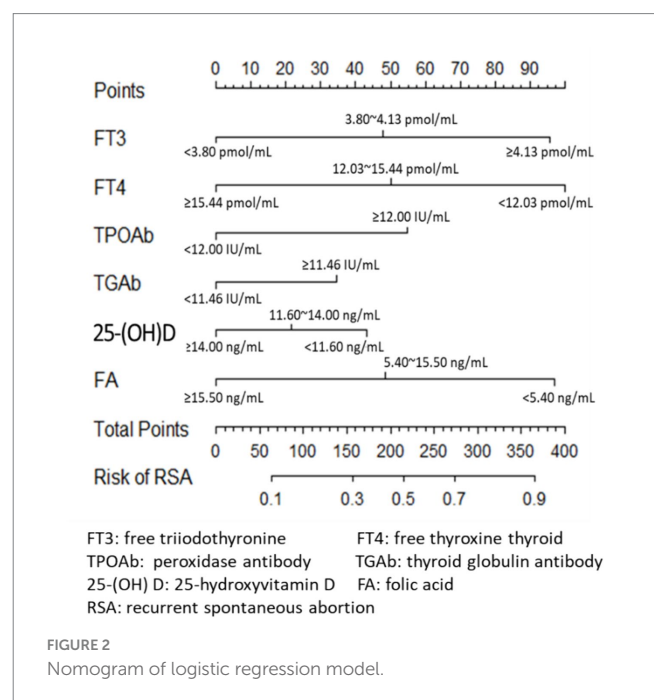 0 10 20 30 40 50 60 70 80 90
Points
3.80~4.13 pmol/mL
FT3
<3.80 pmol/mL ≥4.13 pmol/mL
12.03~15.44 pmol/mL
FT4
≥15.44 pmol/mL <12.03 pmol/mL
≥12.00 IU/mL
TPOAb
<12.00 IU/mL
≥11.46 IU/mL
TGAb
<11.46 IU/mL
11.60~14.00 ng/mL
25-(OH)D
≥14.00 ng/mL <11.60 ng/mL
5.40~15.50 ng/mL
FA
≥15.50 ng/mL <5.40 ng/mL
Total Points
0 50 100 150 200 250 300 350 400
Risk of RSA
0.1 0.3 0.5 0.7 0.9
FT3: free triiodothyronine FT4: free thyroxine thyroid
TPOAb: peroxidase antibody TGAb: thyroid globulin antibody
25-(OH) D: 25-hydroxyvitamin D FA: folic acid
RSA: recurrent spontaneous abortion
FIGURE 2
Nomogram of logistic regression model.